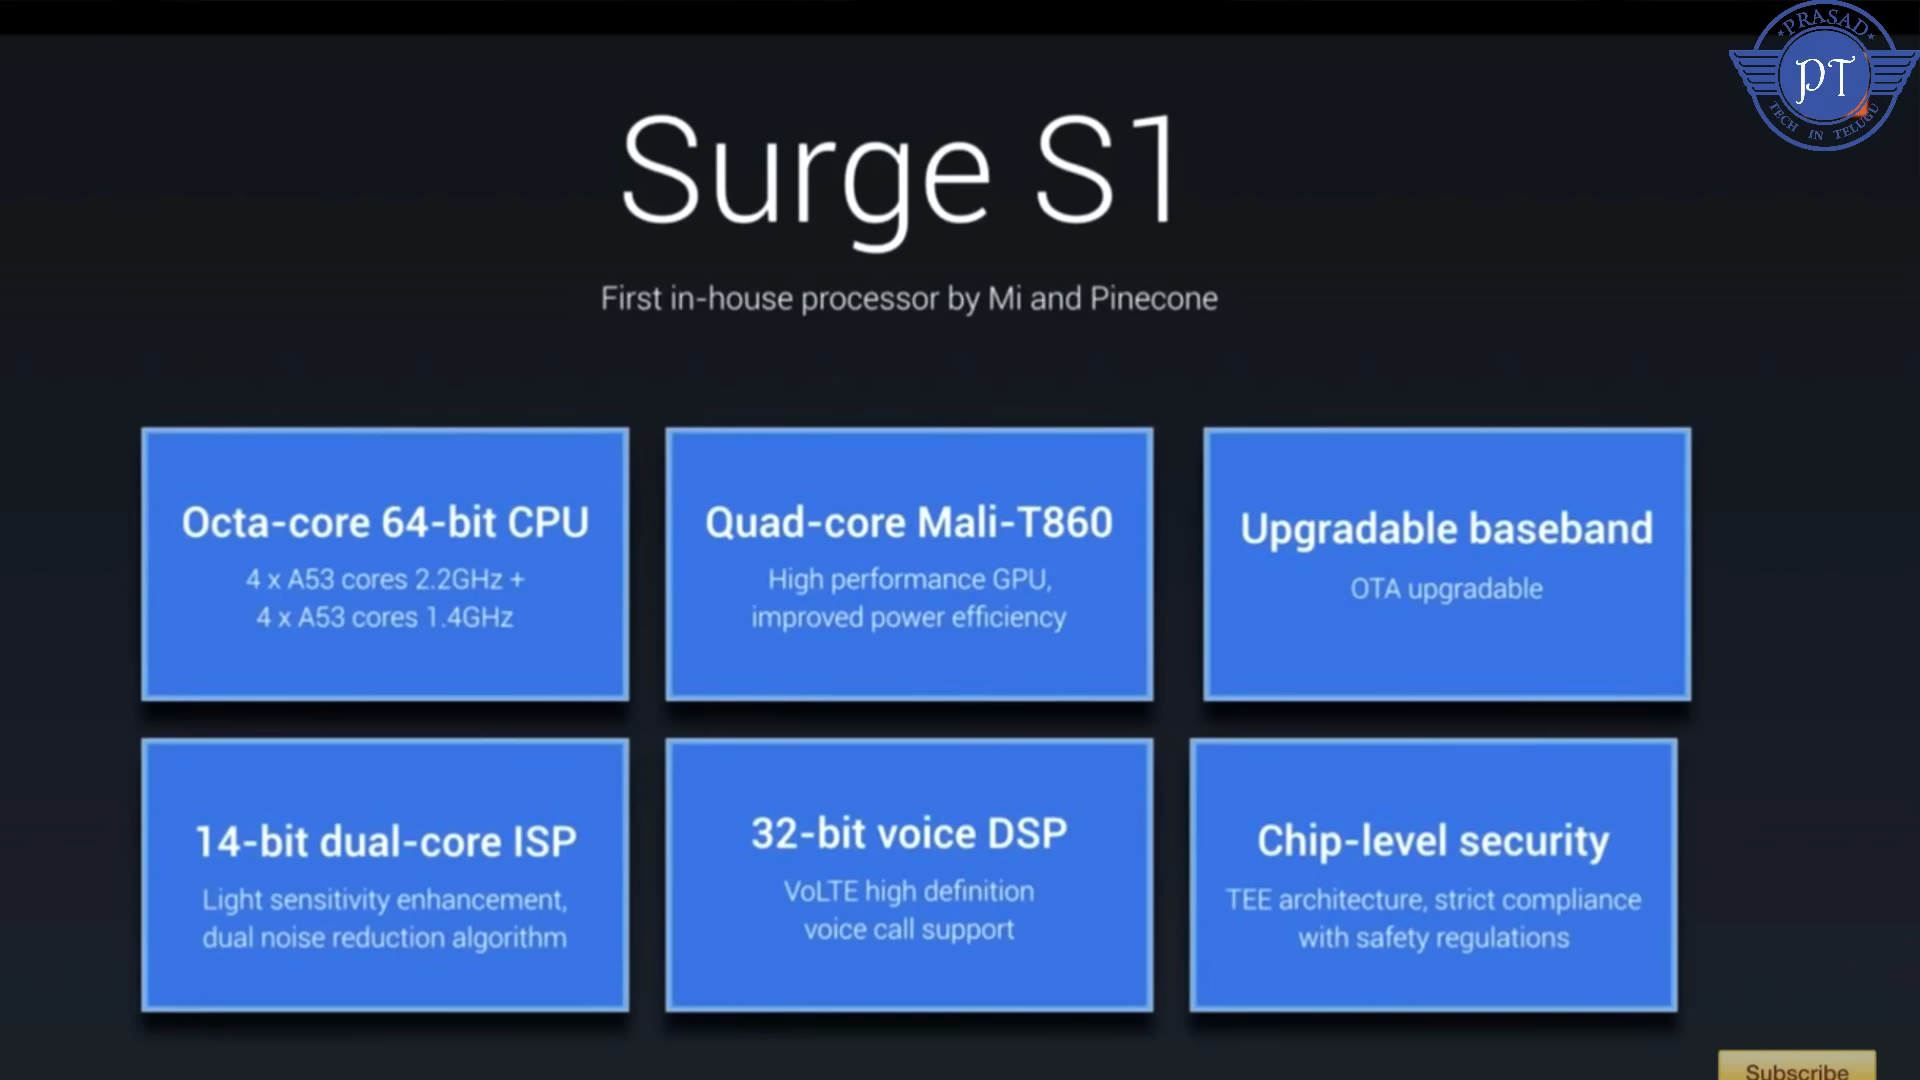 PRASAD
PT
TECH IN TELUGU
Surge S1
First in-house processor by Mi and Pinecone
Octa-core 64-bit CPU
4 x A53 cores 2.2GHz +
4 x A53 cores 1.4GHz
Quad-core Mali-T860
High performance GPU,
improved power efficiency
Upgradable baseband
OTA upgradable
14-bit dual-core ISP
Light sensitivity enhancement,
dual noise reduction algorithm
32-bit voice DSP
VoLTE high definition
voice call support
Chip-level security
TEE architecture, strict compliance
with safety regulations
Subscribe